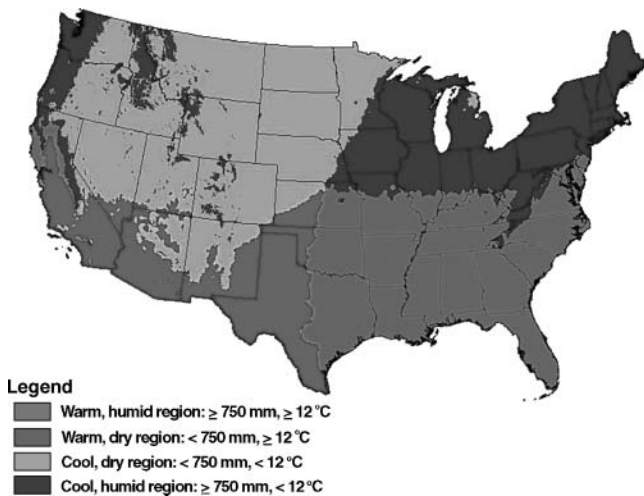 Legend
Warm, humid region: ≥ 750 mm, ≥ 12 °C
Warm, dry region: < 750 mm, ≥ 12 °C
Cool, dry region: < 750 mm, < 12 °C
Cool, humid region: ≥ 750 mm, < 12 °C